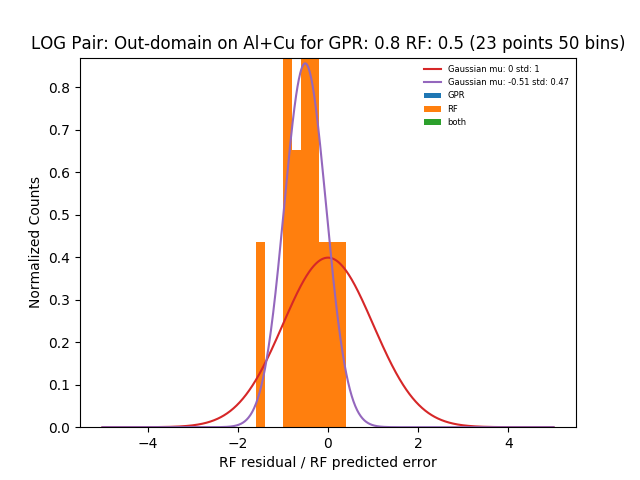 LOG Pair: Out-domain on Al+Cu for GPR: 0.8 RF: 0.5 (23 points 50 bins)
Gaussian mu: 0 std: 1
Gaussian mu: -0.51 std: 0.47
GPR
RF
both
Normalized Counts
0.8
0.7
0.6
0.5
0.4
0.3
0.2
0.1
0.0
−4 −2 0 2 4
RF residual / RF predicted error